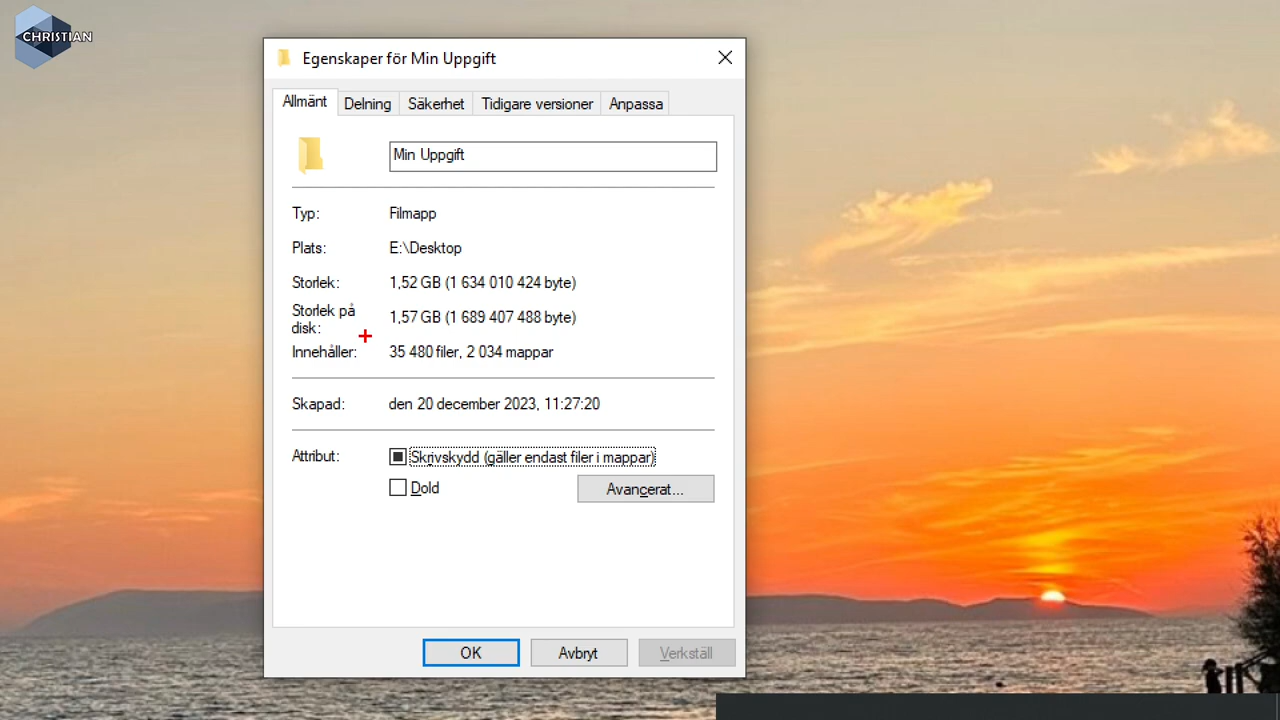 CHRISTIAN
Egenskaper för Min Uppgift
Allmänt Delning Säkerhet Tidigare versioner Anpassa
Min Uppgift
Typ: Filmapp
Plats: E:\Desktop
Storlek: 1,52 GB (1 634 010 424 byte)
Storlek på disk: 1,57 GB (1 689 407 488 byte)
Innehåller: 35 480 filer, 2 034 mappar
Skapad: den 20 december 2023, 11:27:20
Attribut: Skrivskydd (gäller endast filer i mappar)
Dold Avancerat...
OK Avbryt Verkställ